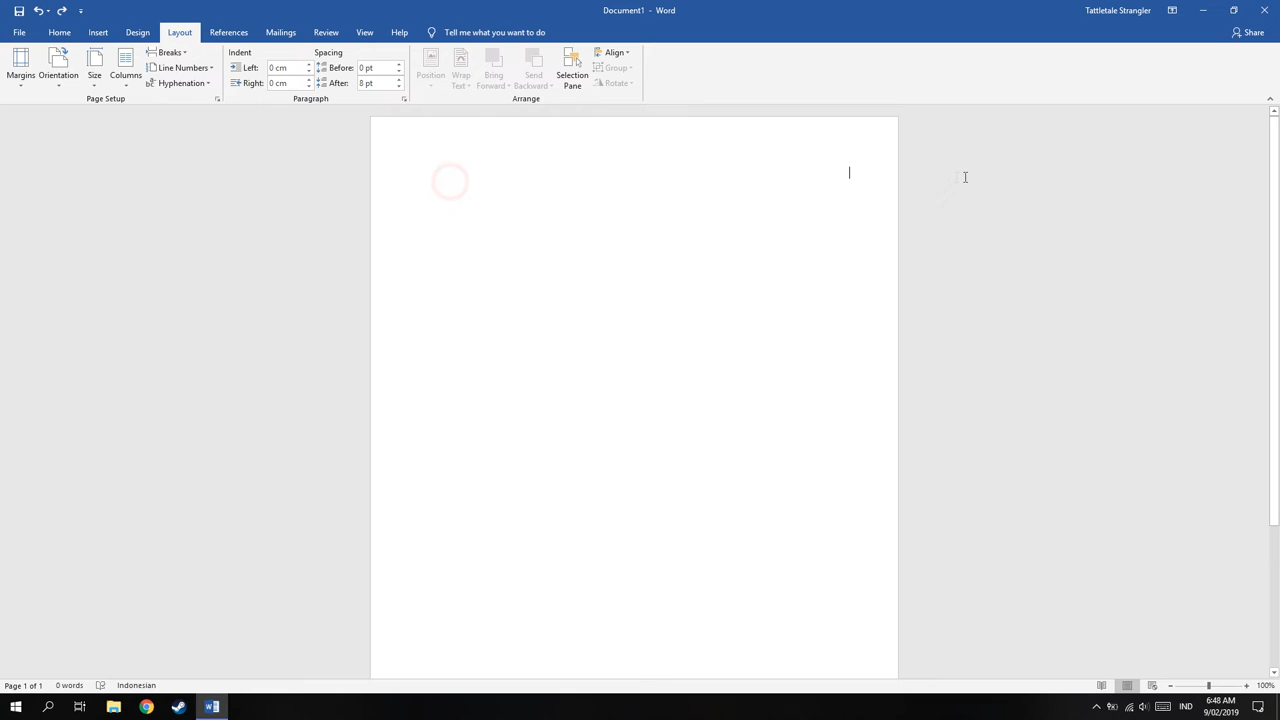 Document1 - Word
Tattletale Strangler
File Home Insert Design Layout References Mailings Review View Help Tell me what you want to do
Share
Margins Orientation Size Columns
Breaks
Line Numbers
Hyphenation
Page Setup
Indent
Left: 0 cm
Right: 0 cm
Spacing
Before: 0 pt
After: 8 pt
Paragraph
Position
Wrap Text
Bring Forward
Send Backward
Selection Pane
Align
Group
Rotate
Arrange
Page 1 of 1 0 words Indonesian
100%
IND
6:48 AM
9/02/2019